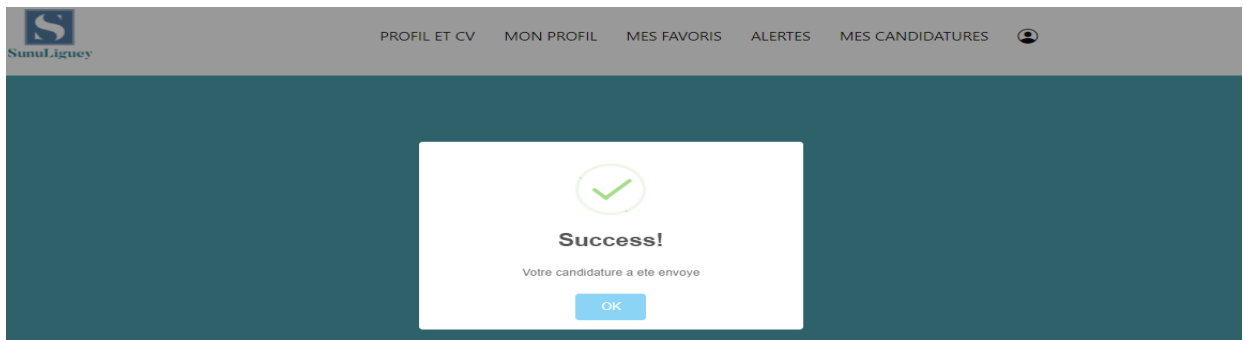 S
SunuLiguey
PROFIL ET CV MON PROFIL MES FAVORIS ALERTES MES CANDIDATURES
Success!
Votre candidature a ete envoye
OK